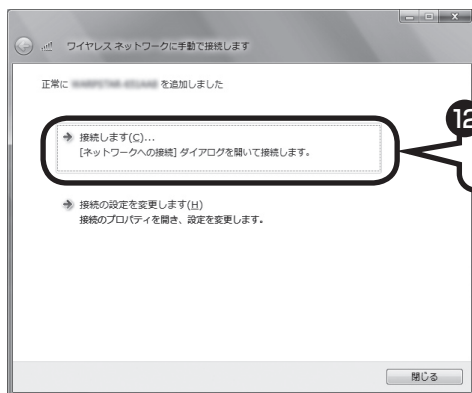 ワイヤレス ネットワークに手動で接続します
正常に を追加しました
接続します(C)...
[ネットワークへの接続] ダイアログを開いて接続します。
12
接続の設定を変更します(H)
接続のプロパティを開き、設定を変更します。
閉じる